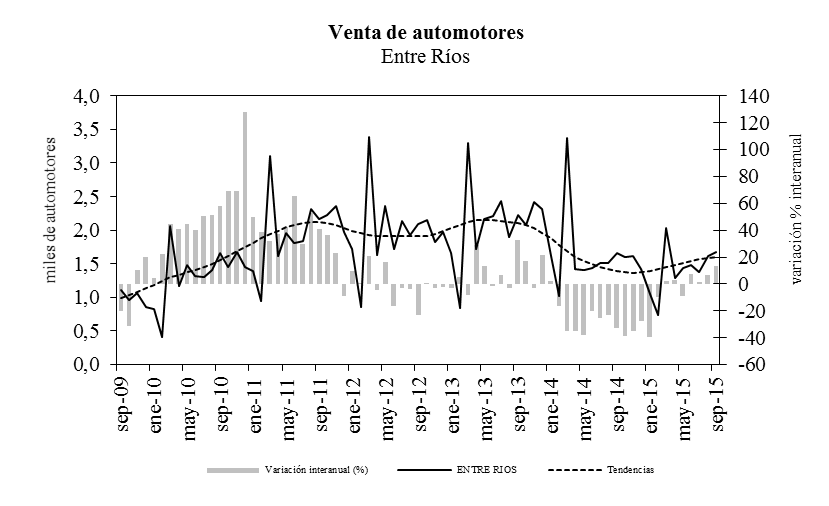 Venta de automotores
Entre Ríos
miles de automotores
4,0
3,5
3,0
2,5
2,0
1,5
1,0
0,5
0,0
140
120
100
80
60
40
20
0
-20
-40
-60
variación % interanual
sep-09
ene-10
may-10
sep-10
ene-11
may-11
sep-11
ene-12
may-12
sep-12
ene-13
may-13
sep-13
ene-14
may-14
sep-14
ene-15
may-15
sep-15
Variación interanual (%)
ENTRE RIOS
Tendencias